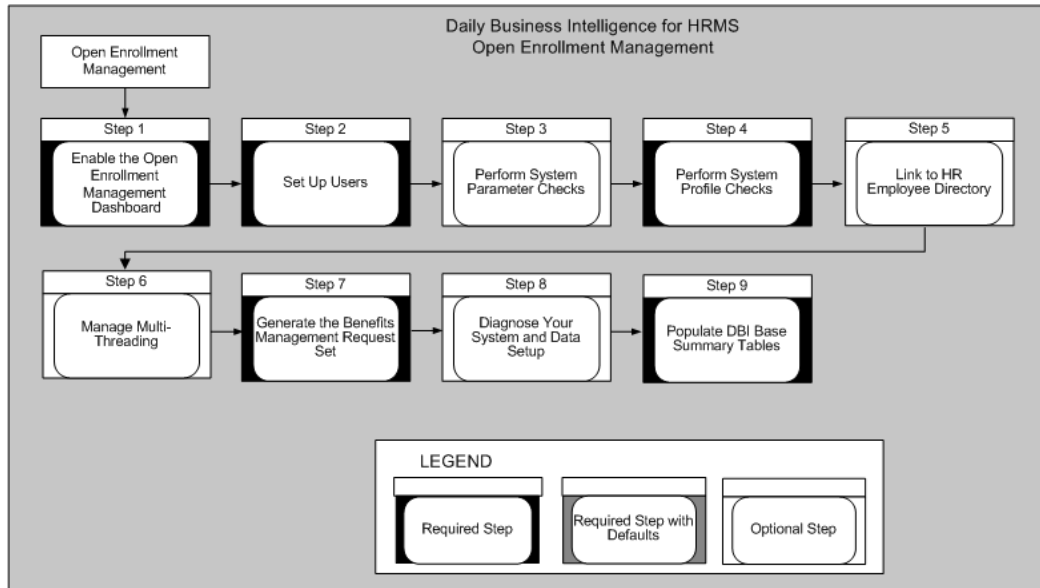 Daily Business Intelligence for HRMS
Open Enrollment Management
Open Enrollment
Management
Step 1
Enable the Open
Enrollment
Management
Dashboard
Step 2
Set Up Users
Step 3
Perform System
Parameter Checks
Step 4
Perform System
Profile Checks
Step 5
Link to HR
Employee Directory
Step 6
Manage Multi-
Threading
Step 7
Generate the Benefits
Management Request
Set
Step 8
Diagnose Your
System and Data
Setup
Step 9
Populate DBI Base
Summary Tables
LEGEND
Required Step
Required Step with
Defaults
Optional Step